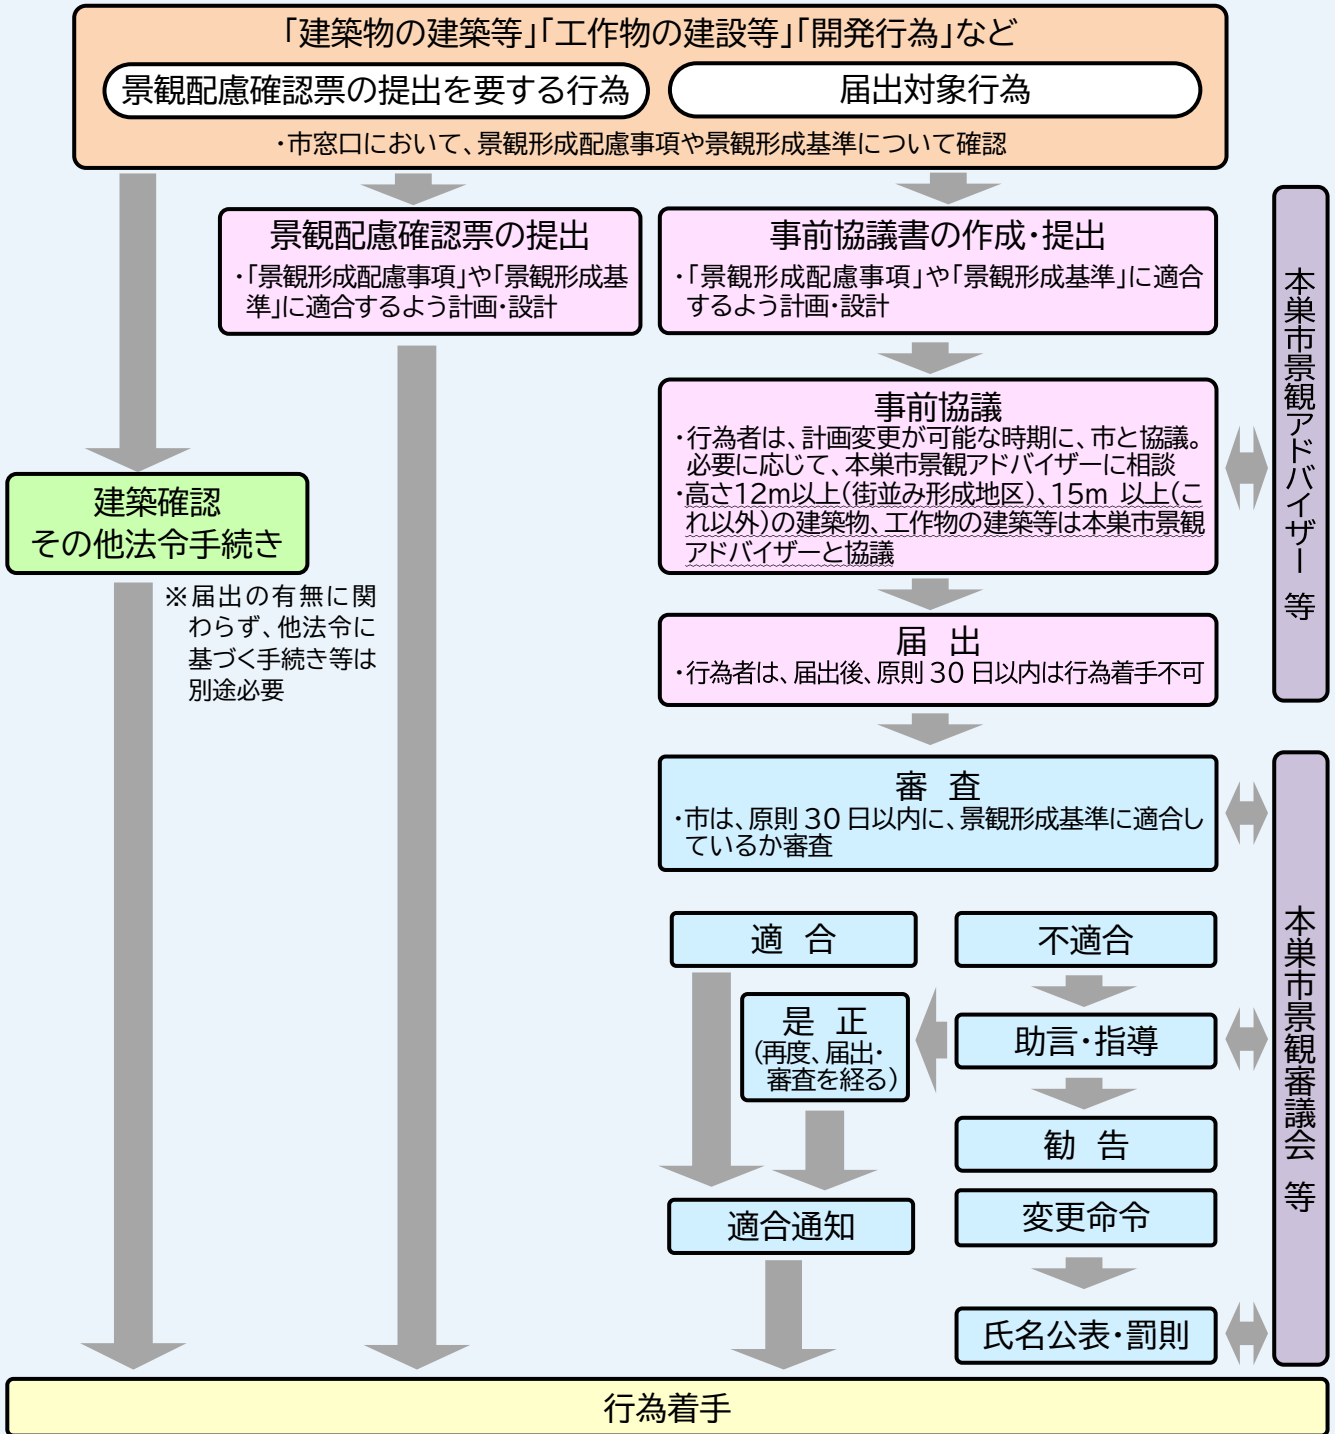 「建築物の建築等」「工作物の建設等」「開発行為」など
景観配慮確認票の提出を要する行為
届出対象行為
・市窓口において、景観形成配慮事項や景観形成基準について確認
景観配慮確認票の提出
・「景観形成配慮事項」や「景観形成基
準」に適合するよう計画・設計
事前協議書の作成・提出
・「景観形成配慮事項」や「景観形成基準」に適合
するよう計画・設計
本巣市景観アドバイザー 等
事前協議
・行為者は、計画変更が可能な時期に、市と協議。
必要に応じて、本巣市景観アドバイザーに相談
・高さ12m以上(街並み形成地区)、15m 以上(こ
れ以外)の建築物、工作物の建築等は本巣市景観
アドバイザーと協議
建築確認
その他法令手続き
※届出の有無に関
わらず、他法令に
基づく手続き等は
別途必要
届 出
・行為者は、届出後、原則 30 日以内は行為着手不可
審 査
・市は、原則 30 日以内に、景観形成基準に適合し
ているか審査
本巣市景観審議会 等
適 合
不適合
是 正
(再度、届出・
審査を経る)
助言・指導
勧 告
適合通知
変更命令
氏名公表・罰則
行為着手